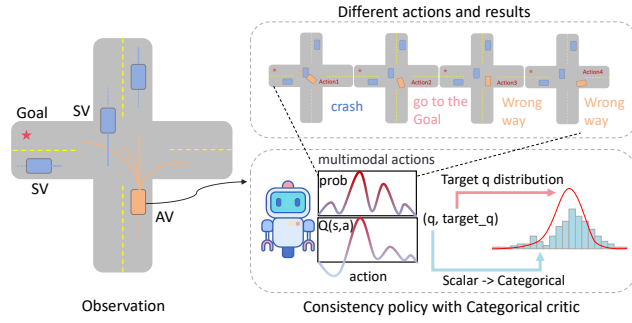 Different actions and results
Goal
SV
SV
AV
Observation
Action1
Action2
Action3
Action4
crash
go to the
Goal
Wrong
way
Wrong
way
multimodal actions
prob
Q(s,a)
action
Target q distribution
(q, target_q)
Scalar -> Categorical
Consistency policy with Categorical critic